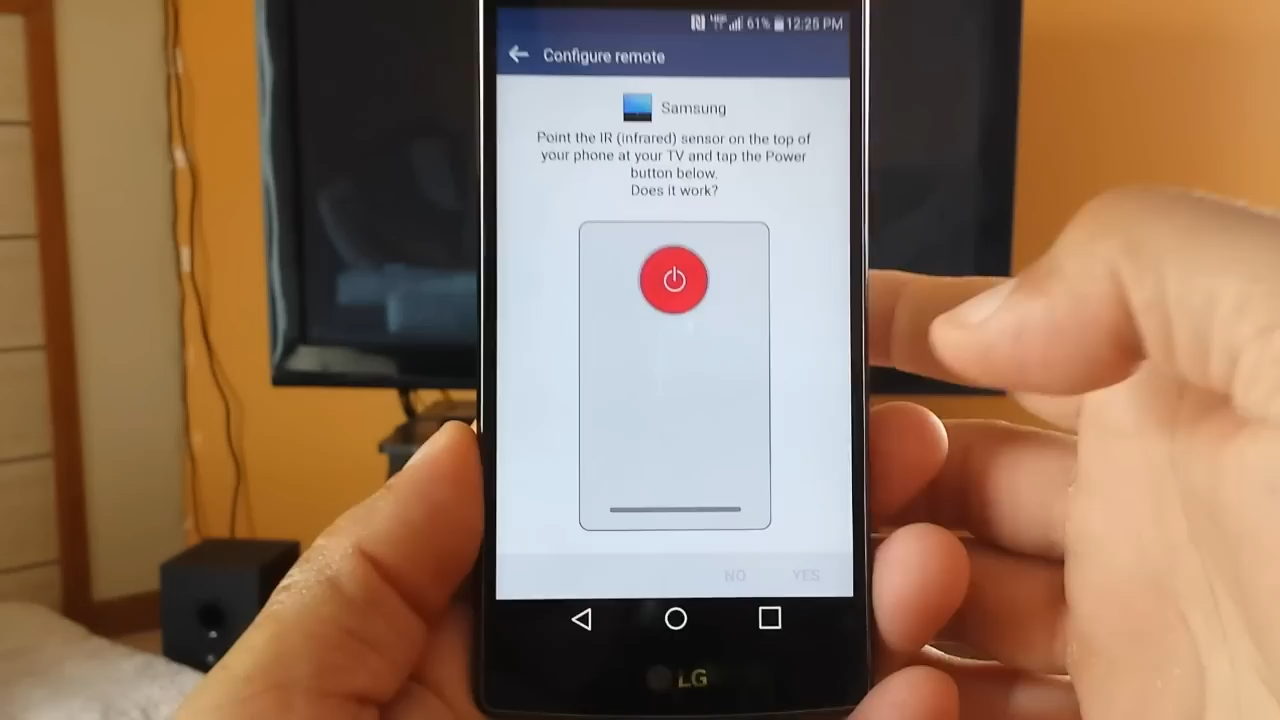 61% 12:25 PM
Configure remote
Samsung
Point the IR (infrared) sensor on the top of
your phone at your TV and tap the Power
button below.
Does it work?
NO YES
LG